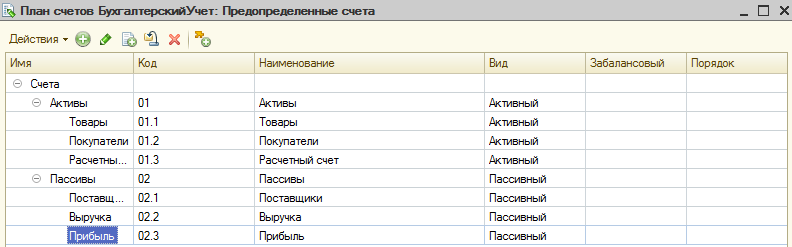 План счетов БухгалтерскийУчет: Предопределенные счета
Действия
Имя Код Наименование Вид Забалансовый Порядок
Счета
Активы 01 Активы Активный
Товары 01.1 Товары Активный
Покупатели 01.2 Покупатели Активный
Расчетны... 01.3 Расчетный счет Активный
Пассивы 02 Пассивы Пассивный
Поставщ... 02.1 Поставщики Пассивный
Выручка 02.2 Выручка Пассивный
Прибыль 02.3 Прибыль Пассивный